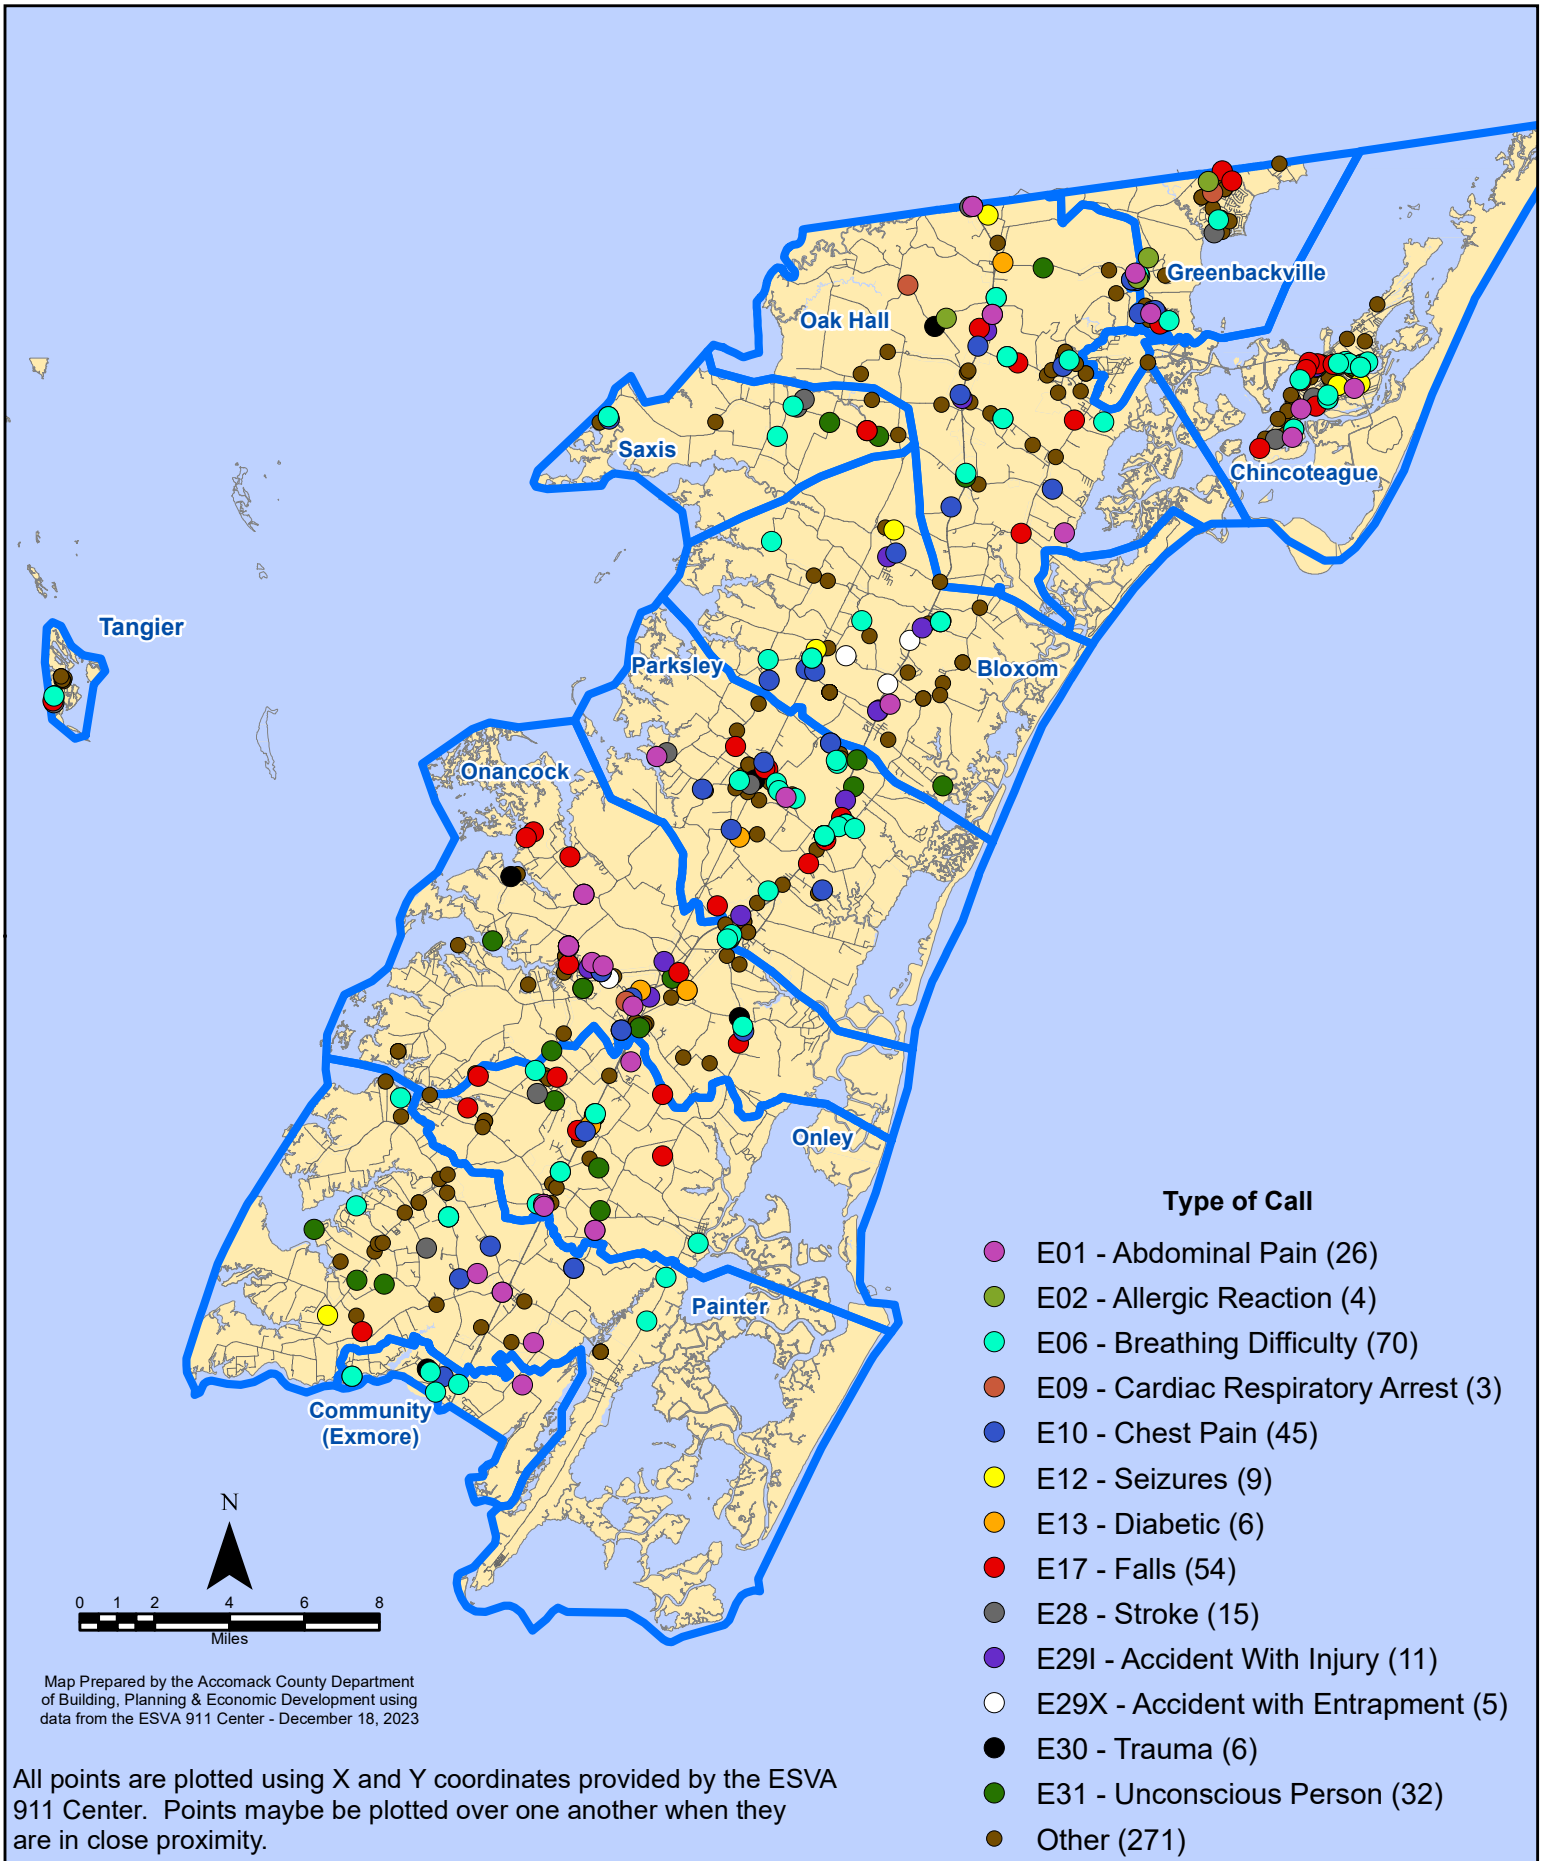 Greenbackville
Oak Hall
Saxis
Chincoteague
Tangier
Parksley
Bloxom
Onancock
Onley
Painter
Community
(Exmore)
Type of Call
E01 - Abdominal Pain (26)
E02 - Allergic Reaction (4)
E06 - Breathing Difficulty (70)
E09 - Cardiac Respiratory Arrest (3)
E10 - Chest Pain (45)
E12 - Seizures (9)
E13 - Diabetic (6)
E17 - Falls (54)
E28 - Stroke (15)
E29I - Accident With Injury (11)
E29X - Accident with Entrapment (5)
E30 - Trauma (6)
E31 - Unconscious Person (32)
Other (271)
N
0 1 2 4 6 8
Miles
Map Prepared by the Accomack County Department
of Building, Planning & Economic Development using
data from the ESVA 911 Center - December 18, 2023
All points are plotted using X and Y coordinates provided by the ESVA
911 Center.  Points maybe be plotted over one another when they
are in close proximity.